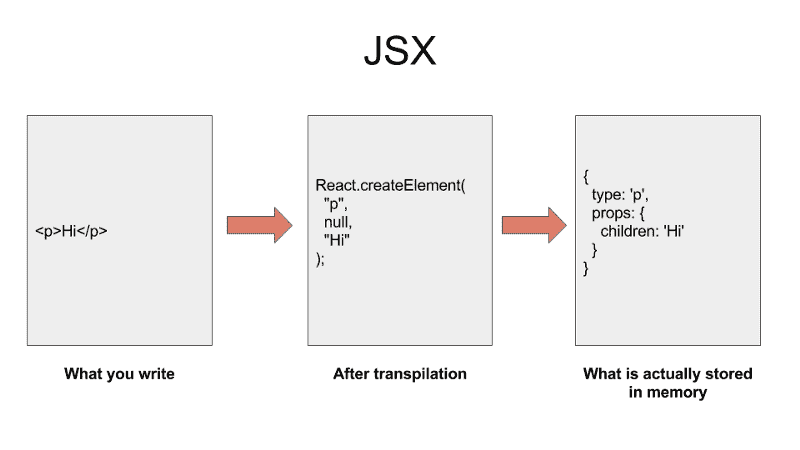 JSX
<p>Hi</p>
What you write
React.createElement(
"p",
null,
"Hi"
);
After transpilation
{
type: 'p',
props: {
children: 'Hi'
}
}
What is actually stored
in memory